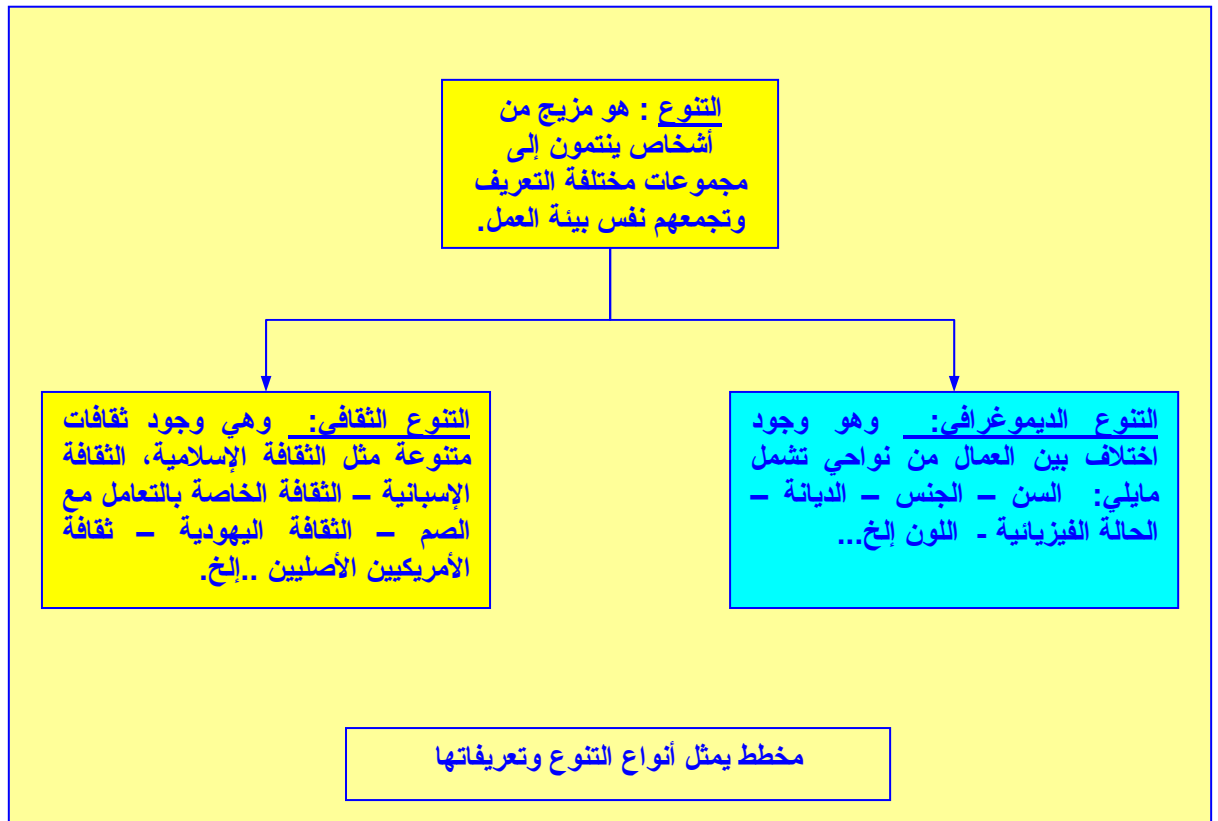 التنوع : هو مزيج من
أشخاص ينتمون إلى
مجموعات مختلفة التعريف
وتجمعهم نفس بيئة العمل.
التنوع الديموغرافي: وهو وجود
اختلاف بين العمال من نواحي تشمل
مايلي: السن – الجنس – الديانة –
الحالة الفيزيائية - اللون إلخ...
التنوع الثقافي: وهي وجود ثقافات
متنوعة مثل الثقافة الإسلامية، الثقافة
الإسبانية – الثقافة الخاصة بالتعامل مع
الصم – الثقافة اليهودية – ثقافة
الأمريكيين الأصليين ..إلخ.
مخطط يمثل أنواع التنوع وتعريفاتها